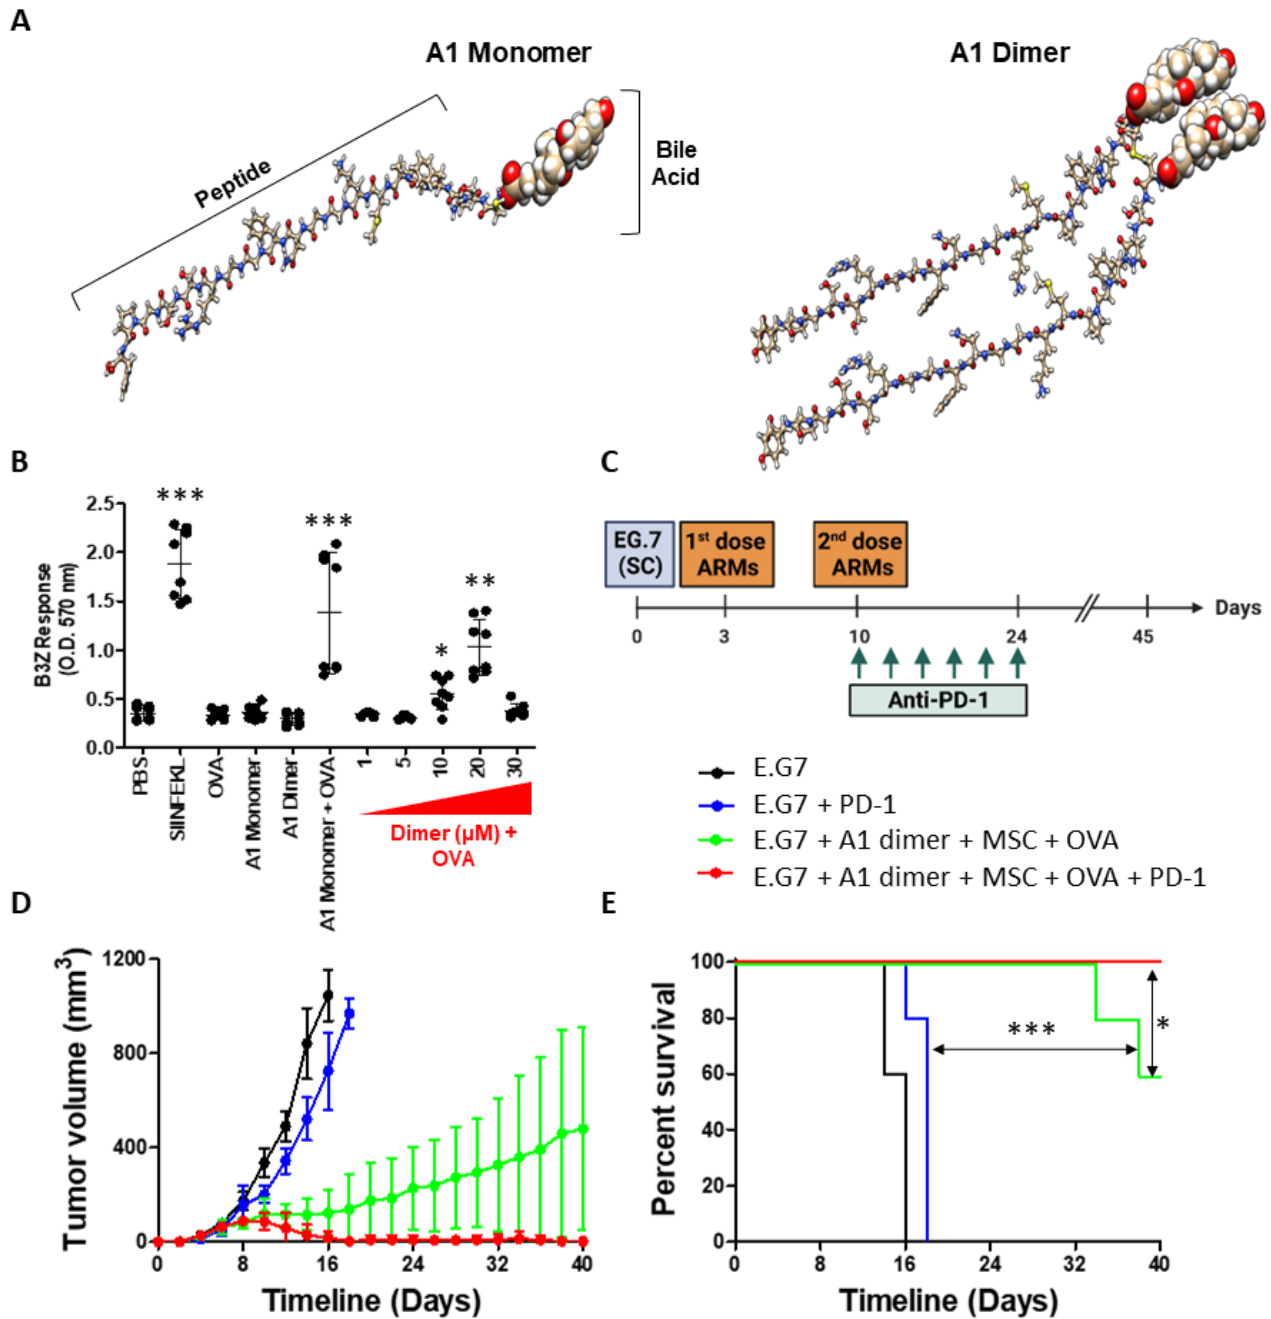 A
A1 Monomer
A1 Dimer
Peptide
Bile
Acid
B
B3Z Response
(O.D. 570 nm)
2.5
2.0
1.5
1.0
0.5
0.0
***
***
*
**
PBS
SIINFEKL
OVA
A1 Monomer
A1 Dimer
A1 Monomer + OVA
1
5
10
20
30
Dimer (µM) +
OVA
C
EG.7
(SC)
1st dose
ARMs
2nd dose
ARMs
Days
0
3
10
24
45
Anti-PD-1
E.G7
E.G7 + PD-1
E.G7 + A1 dimer + MSC + OVA
E.G7 + A1 dimer + MSC + OVA + PD-1
D
Tumor volume (mm3)
1200
800
400
0
0
8
16
24
32
40
Timeline (Days)
E
Percent survival
100
80
60
40
20
0
***
*
0
8
16
24
32
40
Timeline (Days)